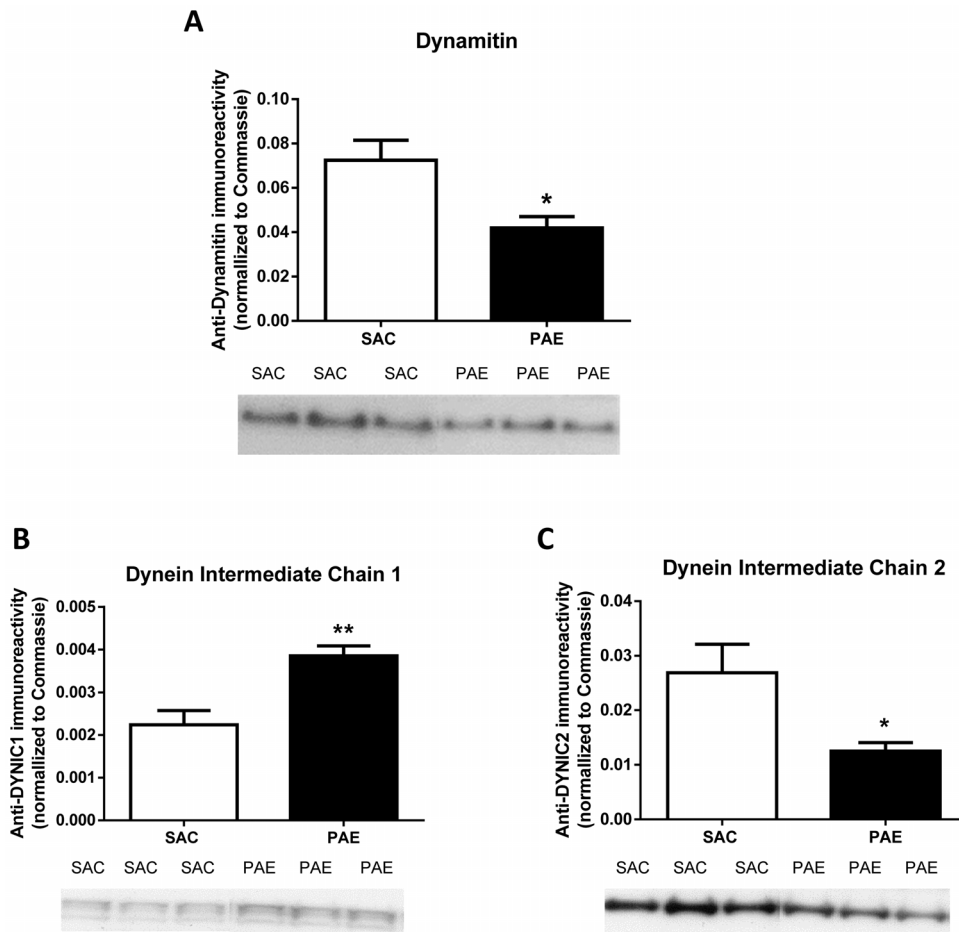 A
Dynamitin
Anti-Dynamitin immunoreactivity
(normallized to Commassie)
0.10
0.08
0.06
0.04
0.02
0.00
*
SAC PAE
SAC SAC SAC PAE PAE PAE
B
Dynein Intermediate Chain 1
Anti-DYNIC1 immunoreactivity
(normallized to Commassie)
0.005
0.004
0.003
0.002
0.001
0.000
**
SAC PAE
SAC SAC SAC PAE PAE PAE
C
Dynein Intermediate Chain 2
Anti-DYNIC2 immunoreactivity
(normallized to Commassie)
0.04
0.03
0.02
0.01
0.00
*
SAC PAE
SAC SAC SAC PAE PAE PAE